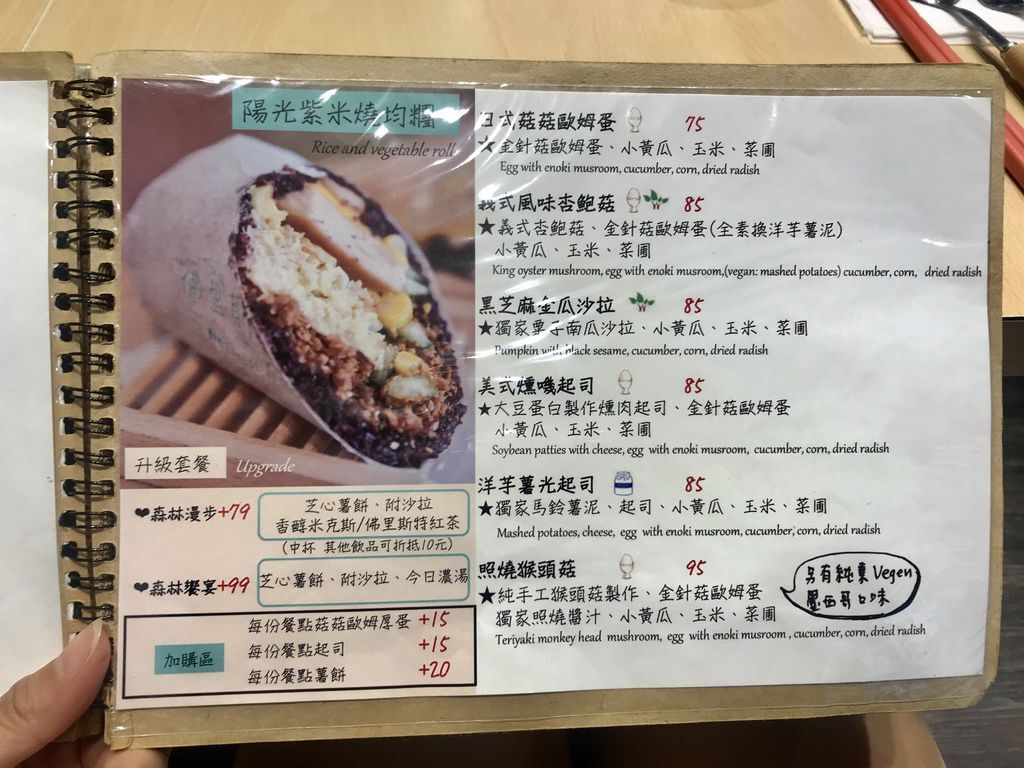 陽光紫米燒均糰
Rice and vegetable roll
升級套餐 Upgrade
❤森林漫步+79
芝心薯餅、附沙拉
香醇米克斯/佛里斯特紅茶
(中杯 其他飲品可折抵10元)
❤森林饗宴+99
芝心薯餅、附沙拉、今日濃湯
加購區
每份餐點菇菇歐姆厚蛋 +15
每份餐點起司 +15
每份餐點薯餅 +20
日式菇菇歐姆蛋 75
★金針菇歐姆蛋、小黃瓜、玉米、菜圃
Egg with enoki musroom, cucumber, corn, dried radish
義式風味杏鮑菇 85
★義式杏鮑菇、金針菇歐姆蛋(全素換洋芋薯泥)
小黃瓜、玉米、菜圃
King oyster mushroom, egg with enoki musroom,(vegan: mashed potatoes) cucumber, corn, dried radish
黑芝麻金瓜沙拉 85
★獨家栗子南瓜沙拉、小黃瓜、玉米、菜圃
Pumpkin with black sesame, cucumber, corn, dried radish
美式燻嘰起司 85
★大豆蛋白製作燻肉起司、金針菇歐姆蛋
小黃瓜、玉米、菜圃
Soybean patties with cheese, egg with enoki musroom, cucumber, corn, dried radish
洋芋薯光起司 85
★獨家馬鈴薯泥、起司、小黃瓜、玉米、菜圃
Mashed potatoes, cheese, egg with enoki musroom, cucumber, corn, dried radish
照燒猴頭菇 95
★純手工猴頭菇製作、金針菇歐姆蛋
獨家照燒醬汁、小黃瓜、玉米、菜圃
Teriyaki monkey head mushroom, egg with enoki musroom, cucumber, corn, dried radish
另有純素Vegen
墨西哥口味